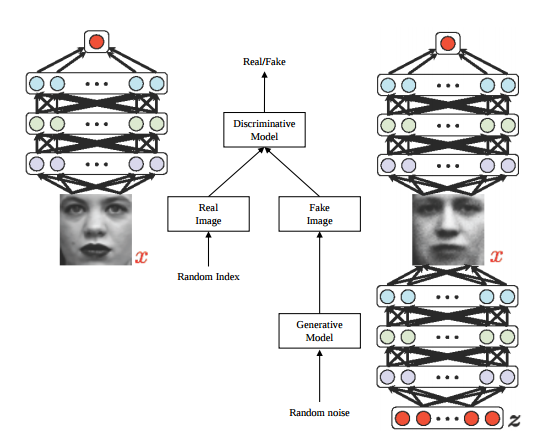 Real/Fake
Discriminative
Model
Real
Image
Fake
Image
x
x
Random Index
Generative
Model
Random noise
z